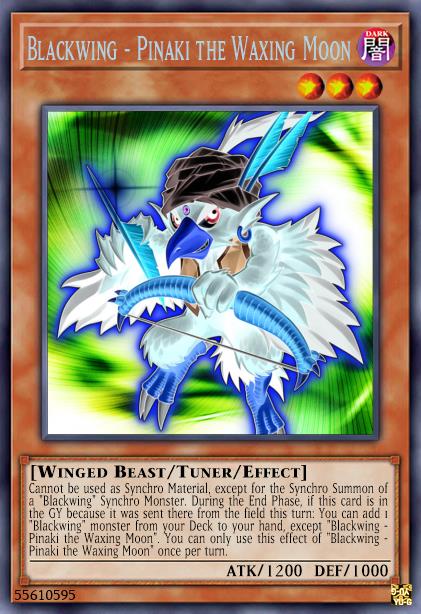 BLACKWING - PINAKI THE WAXING MOON
DARK
闇
[WINGED BEAST/TUNER/EFFECT]
Cannot be used as Synchro Material, except for the Synchro Summon of
a "Blackwing" Synchro Monster. During the End Phase, if this card is
in the GY because it was sent there from the field this turn: You can add 1
"Blackwing" monster from your Deck to your hand, except "Blackwing -
Pinaki the Waxing Moon". You can only use this effect of "Blackwing -
Pinaki the Waxing Moon" once per turn.
ATK/1200 DEF/1000
55610595